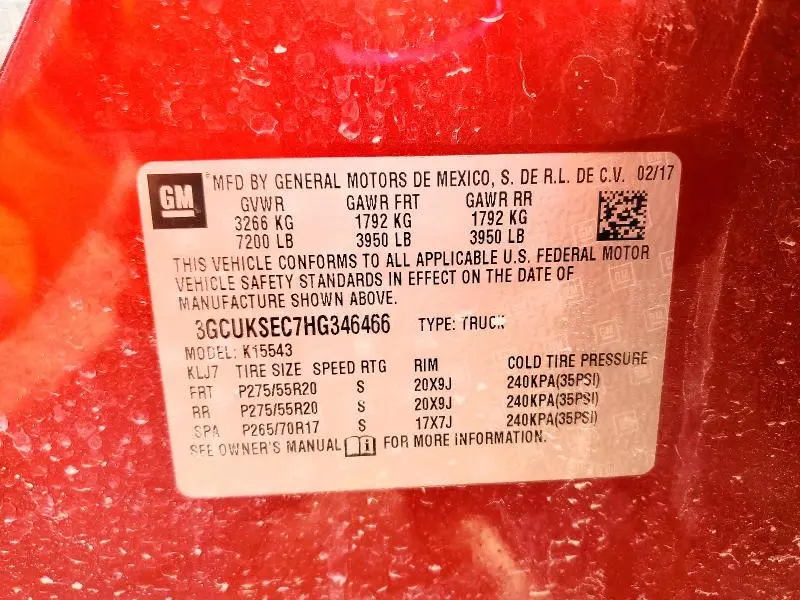 GM
MFD BY GENERAL MOTORS DE MEXICO, S. DE R.L. DE C.V. 02/17
GVWR GAWR FRT GAWR RR
3266 KG 1792 KG 1792 KG
7200 LB 3950 LB 3950 LB
THIS VEHICLE CONFORMS TO ALL APPLICABLE U.S. FEDERAL MOTOR
VEHICLE SAFETY STANDARDS IN EFFECT ON THE DATE OF
MANUFACTURE SHOWN ABOVE.
3GCUKSEC7HG346466 TYPE: TRUCK
MODEL: K15543
KLJ7 TIRE SIZE SPEED RTG RIM COLD TIRE PRESSURE
FRT P275/55R20 S 20X9J 240KPA(35PSI)
RR P275/55R20 S 20X9J 240KPA(35PSI)
SPA P265/70R17 S 17X7J 240KPA(35PSI)
SEE OWNER'S MANUAL FOR MORE INFORMATION.